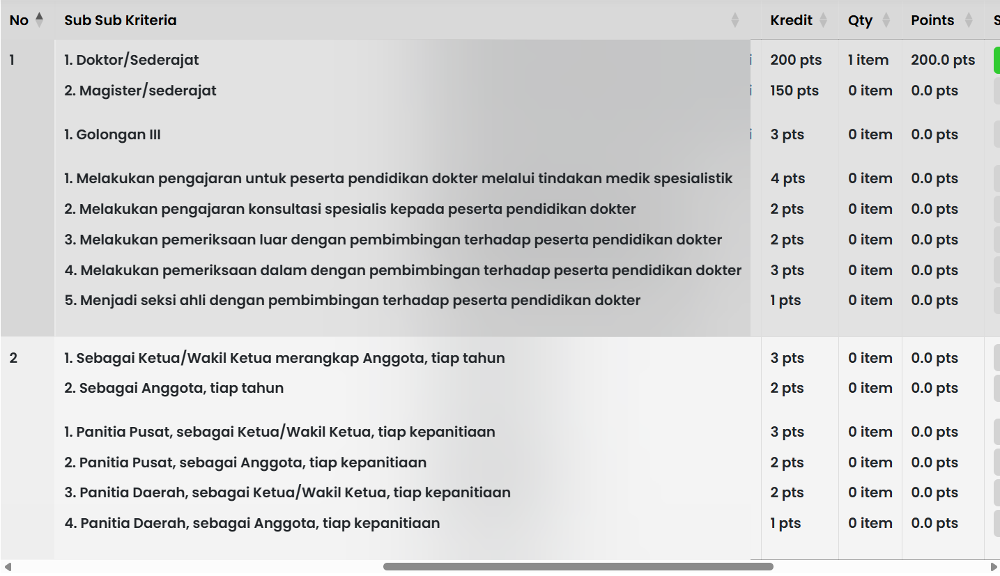 No Sub Sub Kriteria Kredit Qty Points S
1 1. Doktor/Sederajat i 200 pts 1 item 200.0 pts
2. Magister/sederajat i 150 pts 0 item 0.0 pts
1. Golongan III i 3 pts 0 item 0.0 pts
1. Melakukan pengajaran untuk peserta pendidikan dokter melalui tindakan medik spesialistik 4 pts 0 item 0.0 pts
2. Melakukan pengajaran konsultasi spesialis kepada peserta pendidikan dokter 2 pts 0 item 0.0 pts
3. Melakukan pemeriksaan luar dengan pembimbingan terhadap peserta pendidikan dokter 2 pts 0 item 0.0 pts
4. Melakukan pemeriksaan dalam dengan pembimbingan terhadap peserta pendidikan dokter 3 pts 0 item 0.0 pts
5. Menjadi seksi ahli dengan pembimbingan terhadap peserta pendidikan dokter 1 pts 0 item 0.0 pts
2 1. Sebagai Ketua/Wakil Ketua merangkap Anggota, tiap tahun 3 pts 0 item 0.0 pts
2. Sebagai Anggota, tiap tahun 2 pts 0 item 0.0 pts
1. Panitia Pusat, sebagai Ketua/Wakil Ketua, tiap kepanitiaan 3 pts 0 item 0.0 pts
2. Panitia Pusat, sebagai Anggota, tiap kepanitiaan 2 pts 0 item 0.0 pts
3. Panitia Daerah, sebagai Ketua/Wakil Ketua, tiap kepanitiaan 2 pts 0 item 0.0 pts
4. Panitia Daerah, sebagai Anggota, tiap kepanitiaan 1 pts 0 item 0.0 pts